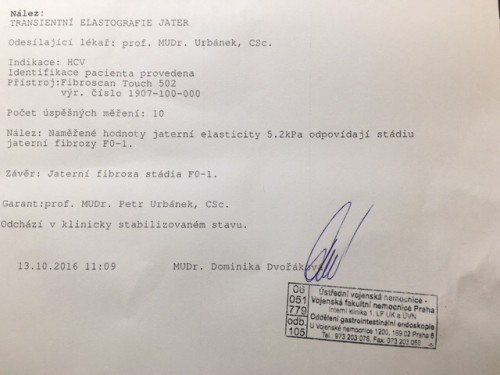 Nález:
TRANSIENTNÍ ELASTOGRAFIE JATER
Odesílající lékař: prof. MUDr. Urbánek, CSc.
Indikace: HCV
Identifikace pacienta provedena
Přístroj:Fibroscan Touch 502
výr. číslo 1907-100-000
Počet úspěšných měření: 10
Nález: Naměřené hodnoty jaterní elasticity 5.2kPa odpovídají stádiu
jaterní fibrozy F0-1.
Závěr: Jaterní fibroza stádia F0-1.
Garant:prof. MUDr. Petr Urbánek, CSc.
Odchází v klinicky stabilizovaném stavu.
13.10.2016 11:09 MUDr. Dominika Dvořáková
08
051
779
odb.
105
Ústřední vojenská nemocnice -
Vojenská fakultní nemocnice Praha
Interní klinika 1. LF UK a ÚVN
Oddělení gastrointestinální endoskopie
U Vojenské nemocnice 1200, 169 02 Praha 6
Tel.: 973 203 075, Fax: 973 203 068